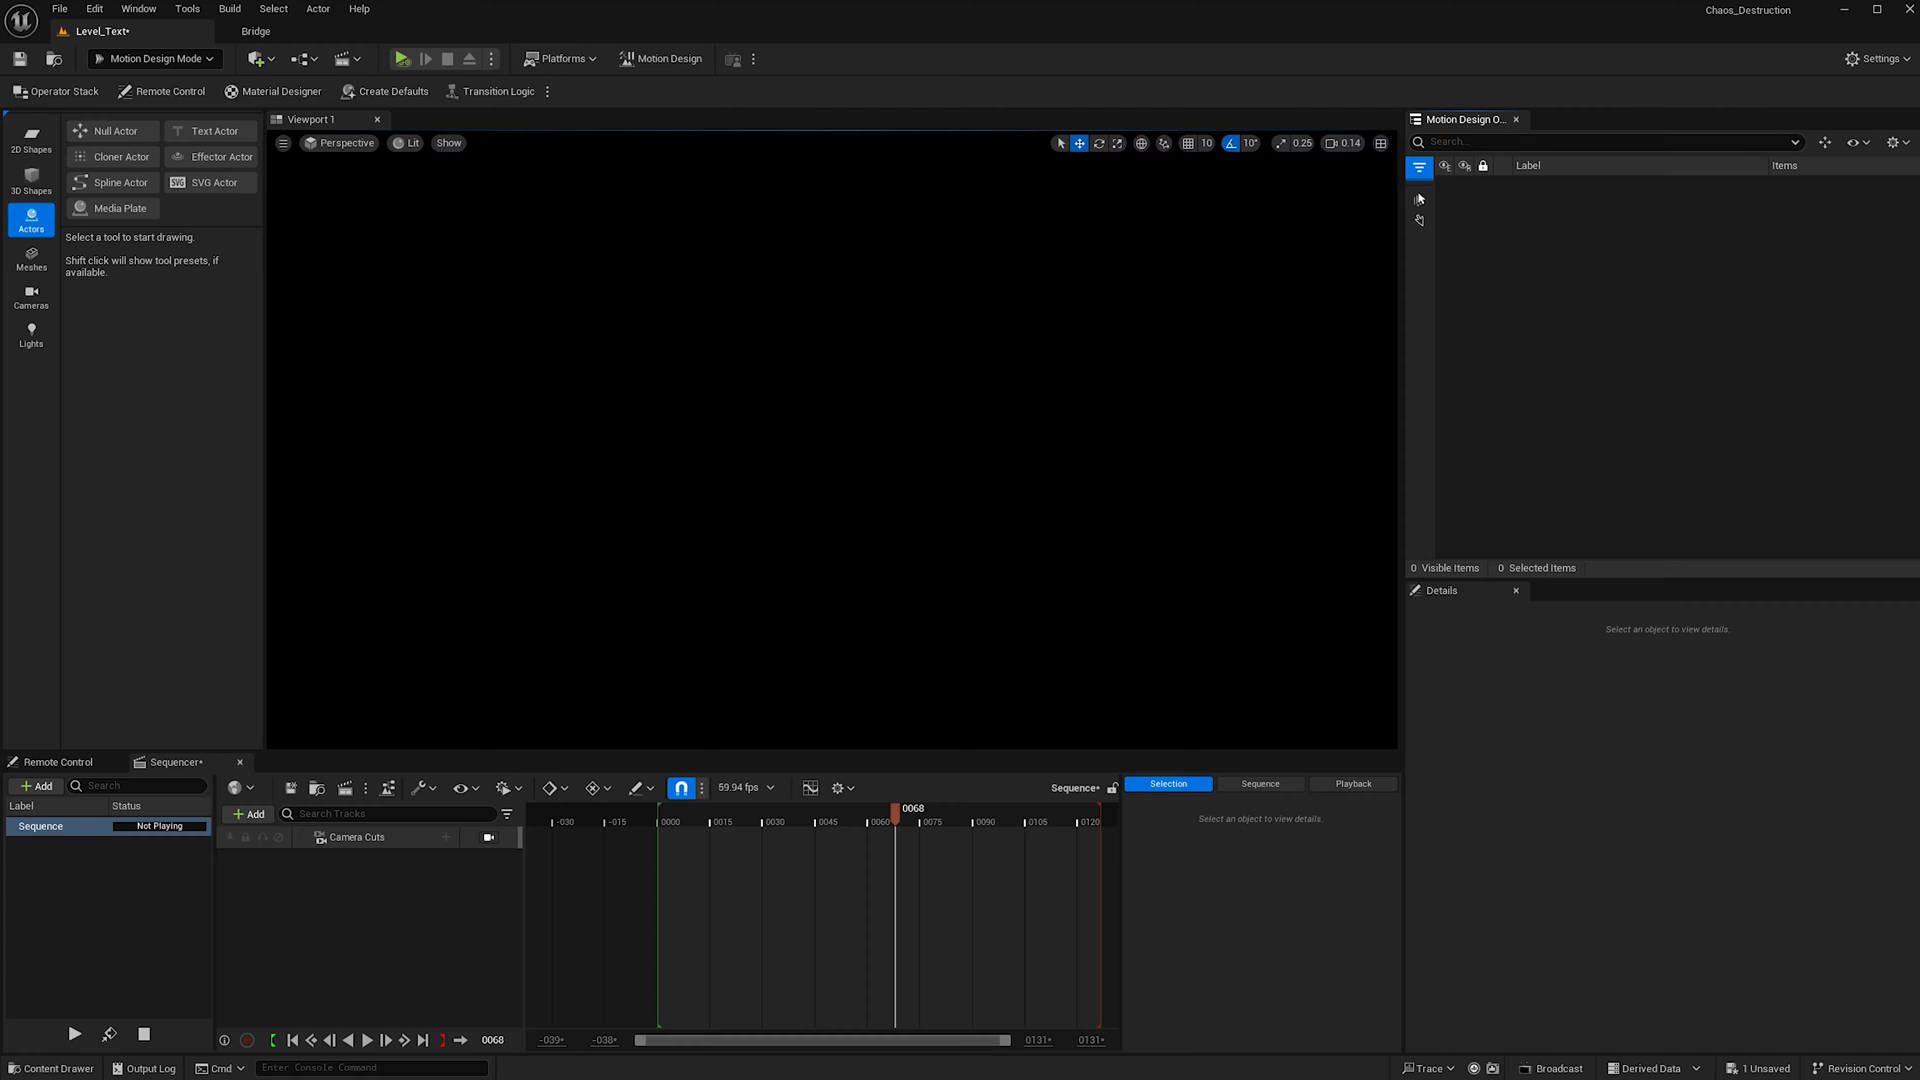 File Edit Window Tools Build Select Actor Help
Chaos_Destruction
Level_Text* Bridge
Motion Design Mode Platforms Motion Design Settings
Operator Stack Remote Control Material Designer Create Defaults Transition Logic
2D Shapes
3D Shapes
Actors
Meshes
Cameras
Lights
Null Actor Text Actor
Cloner Actor Effector Actor
Spline Actor SVG SVG Actor
Media Plate
Select a tool to start drawing.
Shift click will show tool presets, if
available.
Viewport 1
Perspective Lit Show 10 10° 0.25 0.14
Motion Design O...
Search...
Label Items
0 Visible Items 0 Selected Items
Details
Select an object to view details.
Remote Control Sequencer*
Add Search
Label Status
Sequence Not Playing
59.94 fps Sequence*
Add Search Tracks
Camera Cuts
0068
-030 -015 0000 0015 0030 0045 0060 0075 0090 0105 0120
Selection Sequence Playback
Select an object to view details.
0068 -039* -038* 0131* 0131*
Content Drawer Output Log Cmd Enter Console Command Trace Broadcast Derived Data 1 Unsaved Revision Control